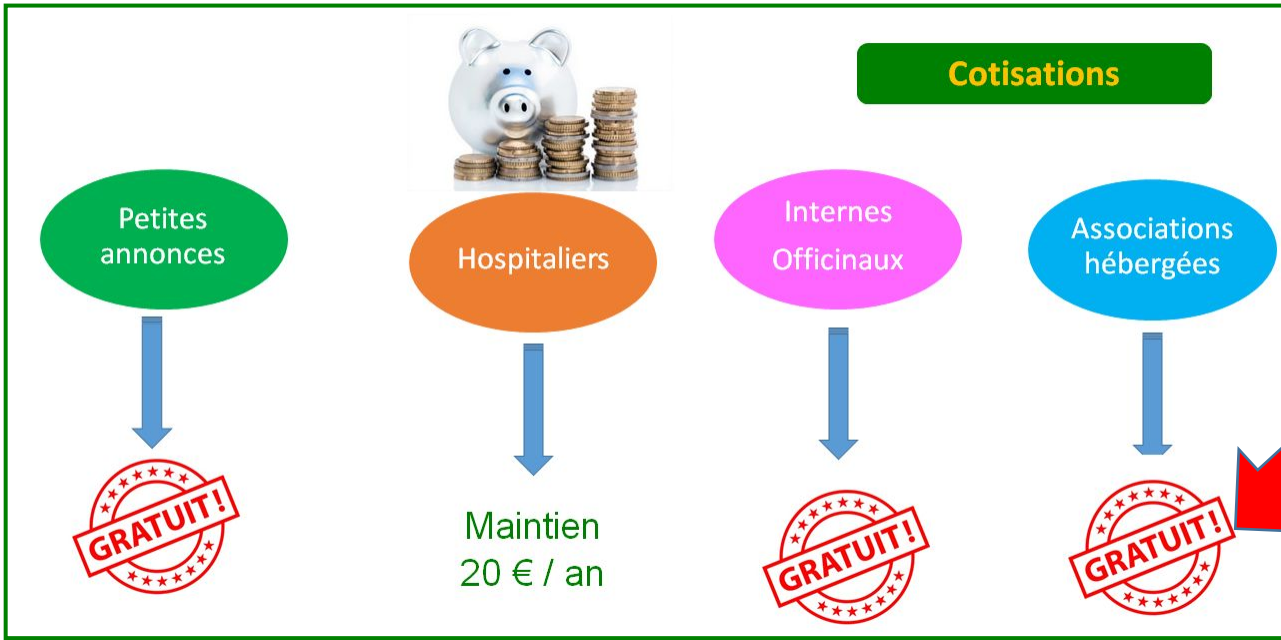 Cotisations
Petites
annonces
Hospitaliers
Internes
Officinaux
Associations
hébergées
GRATUIT!
Maintien
20 € / an
GRATUIT!
GRATUIT!